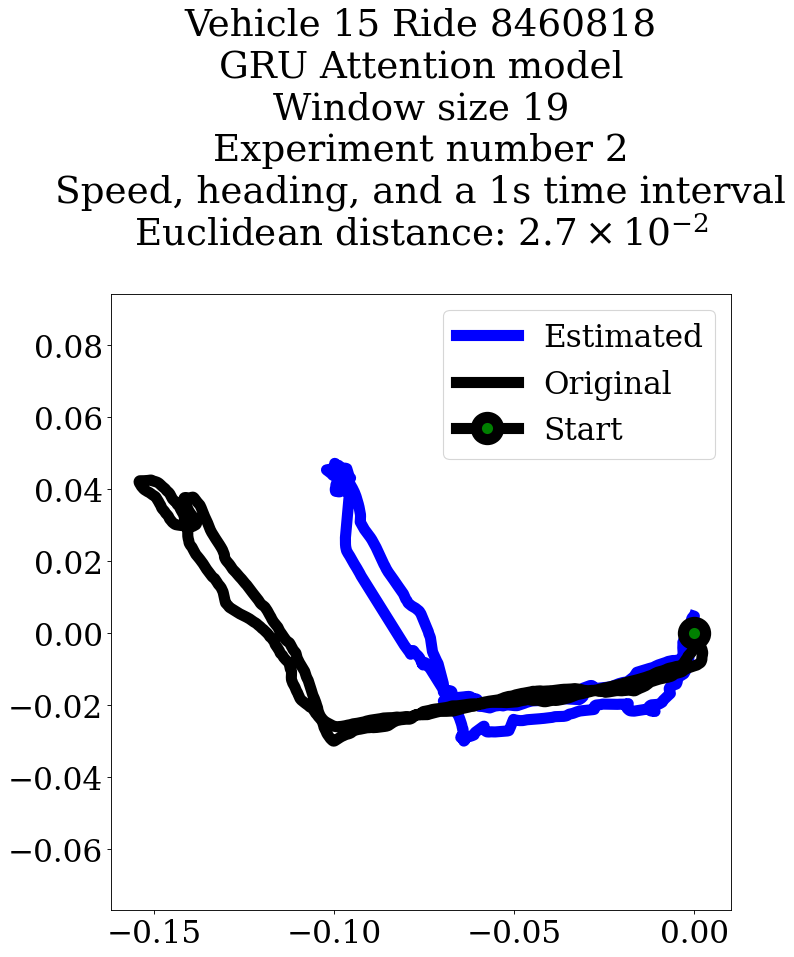 Vehicle 15 Ride 8460818
GRU Attention model
Window size 19
Experiment number 2
Speed, heading, and a 1s time interval
Euclidean distance: 2.7 × 10⁻²
Estimated
Original
Start
0.08
0.06
0.04
0.02
0.00
−0.02
−0.04
−0.06
−0.15 −0.10 −0.05 0.00